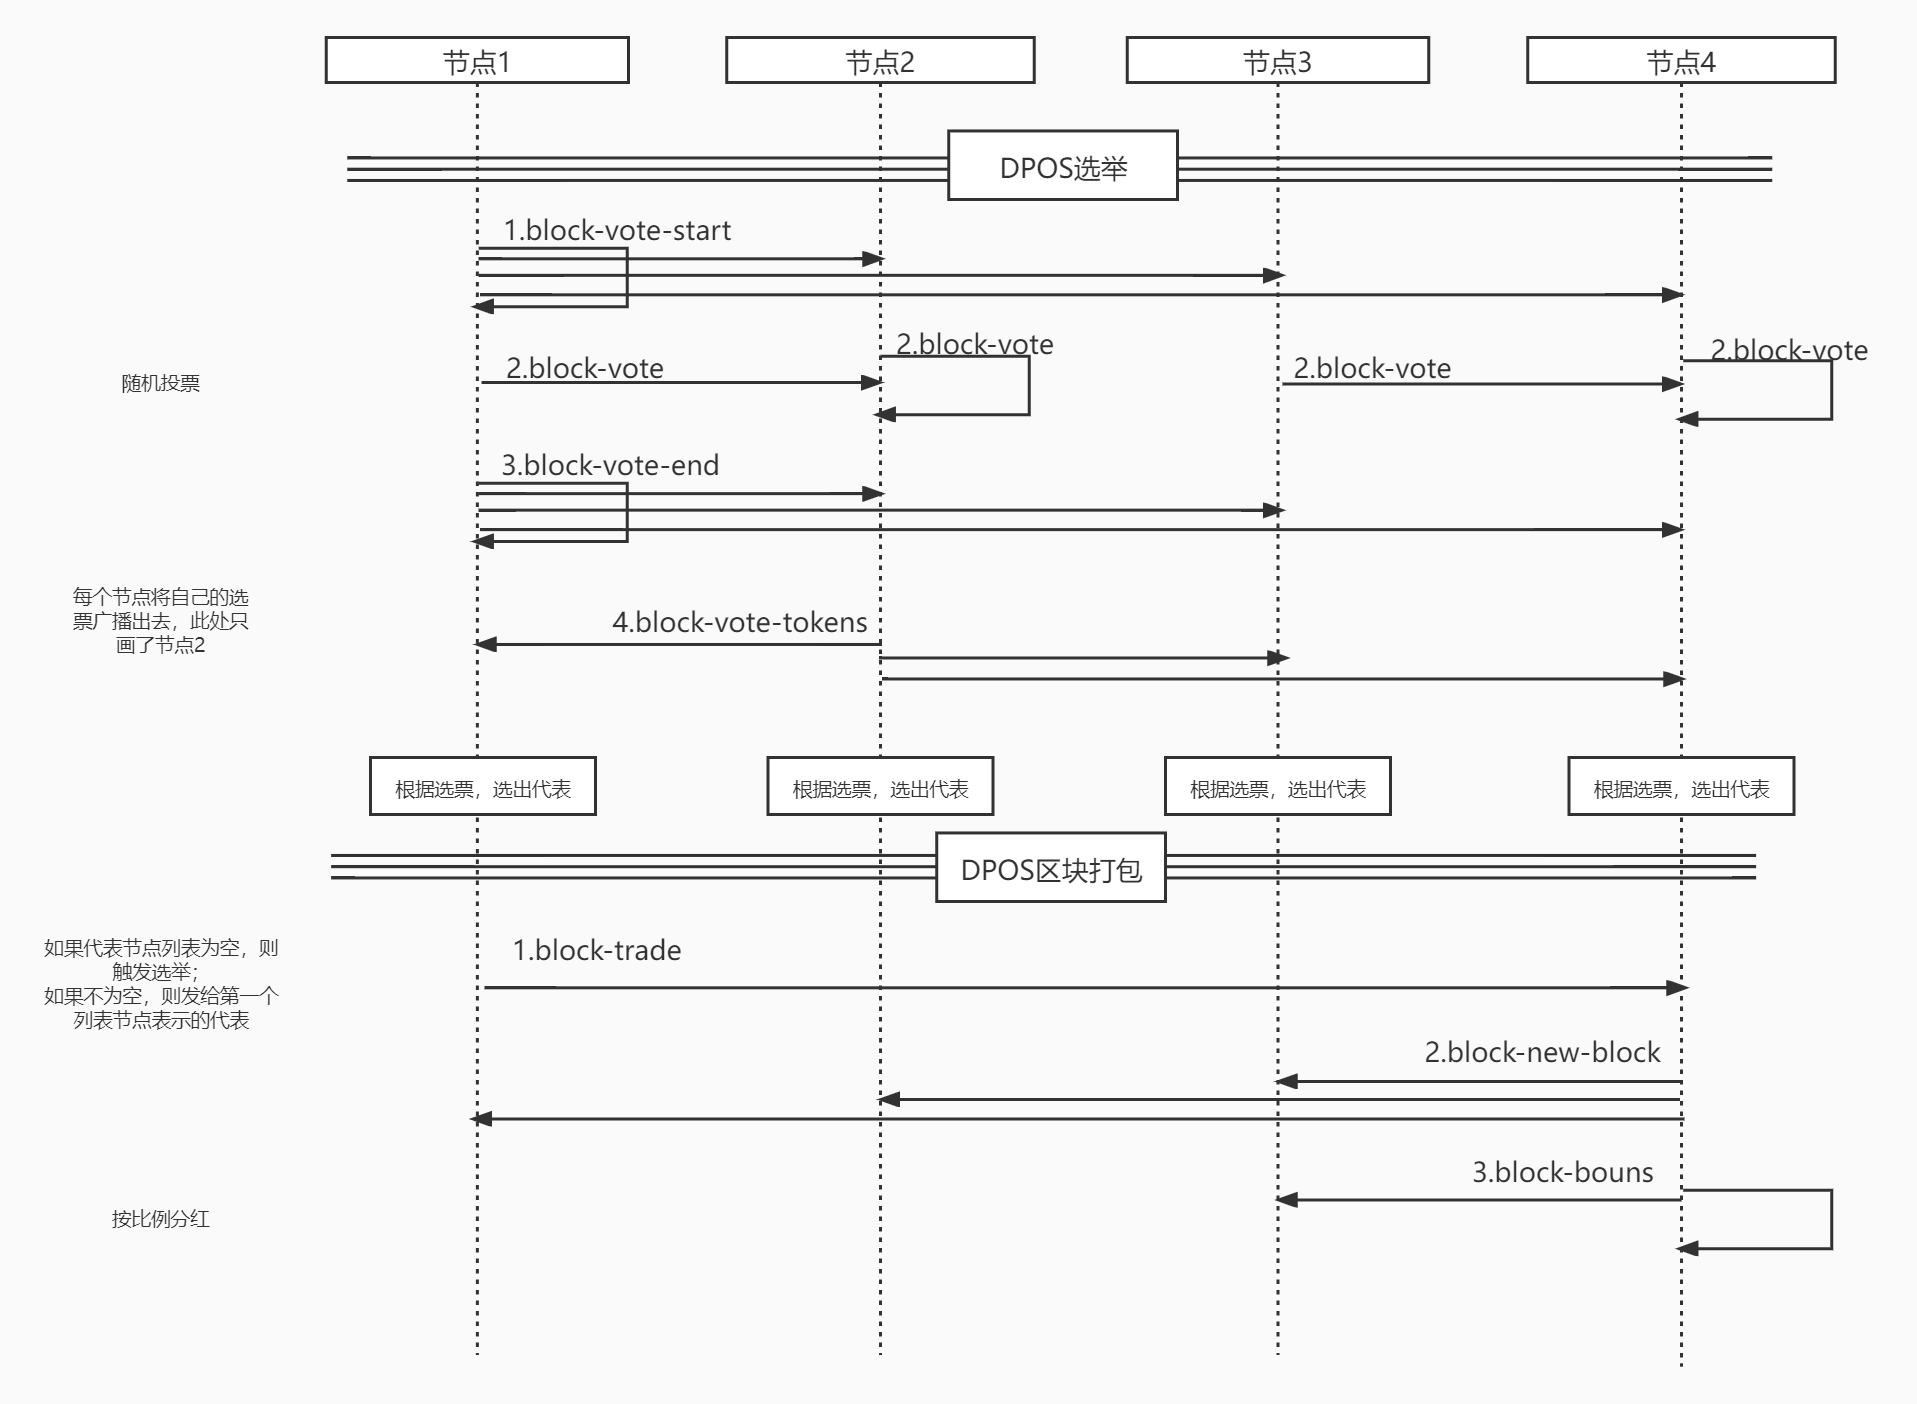 节点1
节点2
节点3
节点4
DPOS选举
1.block-vote-start
随机投票
2.block-vote
2.block-vote
2.block-vote
2.block-vote
3.block-vote-end
每个节点将自己的选
票广播出去，此处只
画了节点2
4.block-vote-tokens
根据选票，选出代表
根据选票，选出代表
根据选票，选出代表
根据选票，选出代表
DPOS区块打包
如果代表节点列表为空，则
触发选举；
如果不为空，则发给第一个
列表节点表示的代表
1.block-trade
2.block-new-block
3.block-bouns
按比例分红